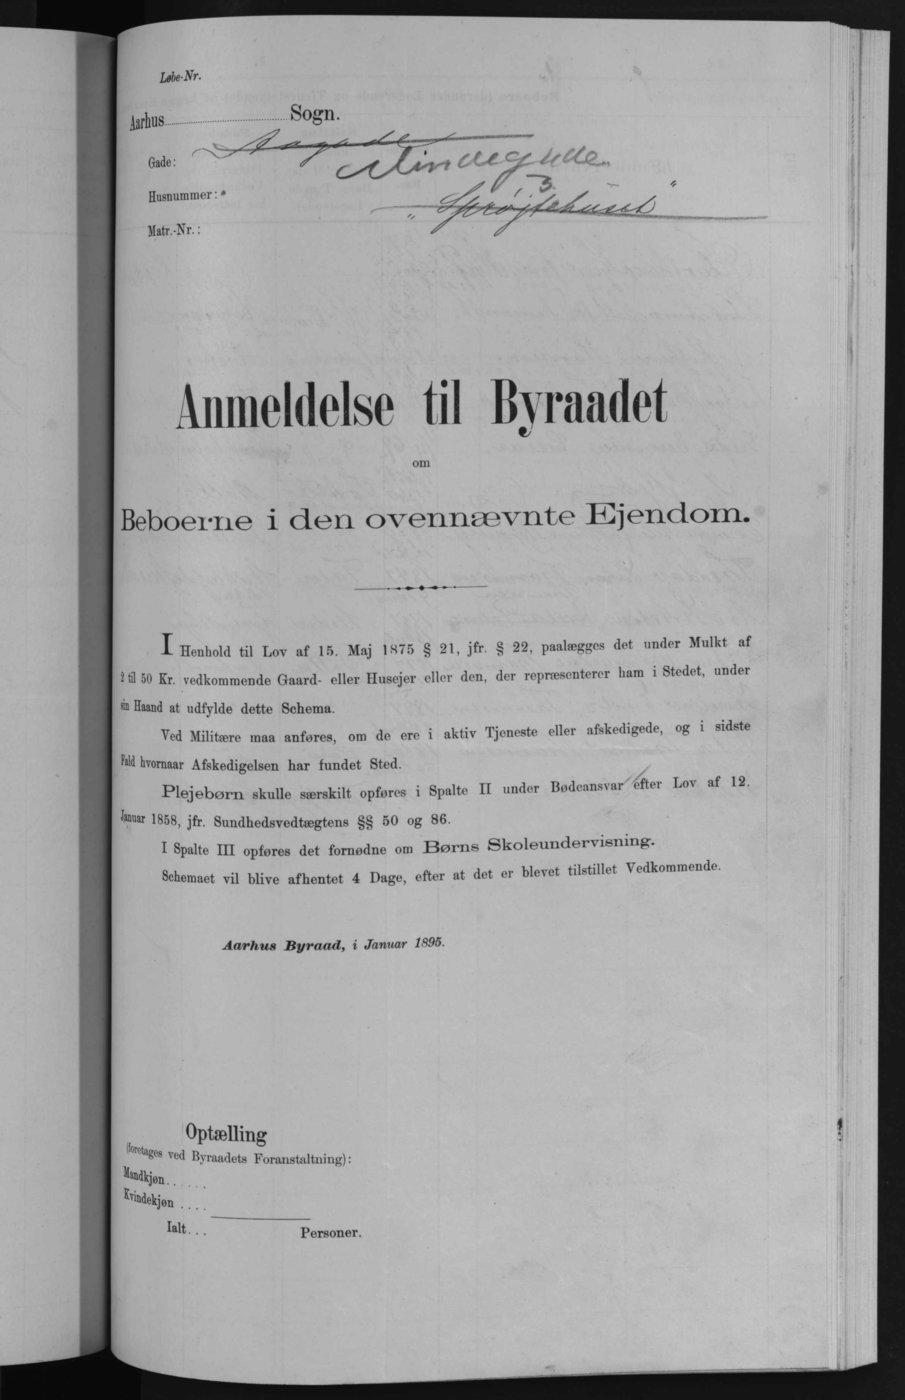 Løbe-Nr.
Aarhus Sogn.
Gade: Aagade
Mindegade.
Husnummer: 3.
"Sprøjtehuset"
Matr.-Nr.:
Anmeldelse til Byraadet
om
Beboerne i den ovennævnte Ejendom.
I Henhold til Lov af 15. Maj 1875 § 21, jfr. § 22, paalægges det under Mulkt af
2 til 50 Kr. vedkommende Gaard- eller Husejer eller den, der repræsenterer ham i Stedet, under
sin Haand at udfylde dette Schema.
Ved Militære maa anføres, om de ere i aktiv Tjeneste eller afskedigede, og i sidste
Fald hvornaar Afskedigelsen har fundet Sted.
Plejebørn skulle særskilt opføres i Spalte II under Bødeansvar efter Lov af 12.
Januar 1858, jfr. Sundhedsvedtægtens §§ 50 og 86.
I Spalte III opføres det fornødne om Børns Skoleundervisning.
Schemaet vil blive afhentet 4 Dage, efter at det er blevet tilstillet Vedkommende.
Aarhus Byraad, i Januar 1895.
Optælling
(foretages ved Byraadets Foranstaltning):
Mandkjøn......
Kvindekjøn ....
Ialt... Personer.